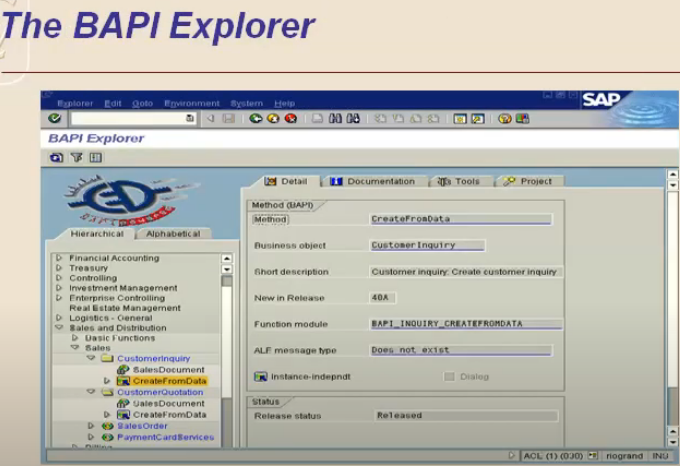 The BAPI Explorer
Explorer Edit Goto Environment System Help
SAP
BAPI Explorer
Detail Documentation Tools Project
Hierarchical Alphabetical
Financial Accounting
Treasury
Controlling
Investment Management
Enterprise Controlling
Real Estate Management
Logistics - General
Sales and Distribution
Basic Functions
Sales
CustomerInquiry
SalesDocument
CreateFromData
CustomerQuotation
SalesDocument
CreateFromData
SalesOrder
PaymentCardServices
Billing
Method (BAPI)
Method CreateFromData
Business object CustomerInquiry
Short description Customer inquiry: Create customer inquiry
New in Release 40A
Function module BAPI_INQUIRY_CREATEFROMDATA
ALE message type Does not exist
Instance-indepndt Dialog
Status
Release status Released
ACL (1) (030) riogrand INU